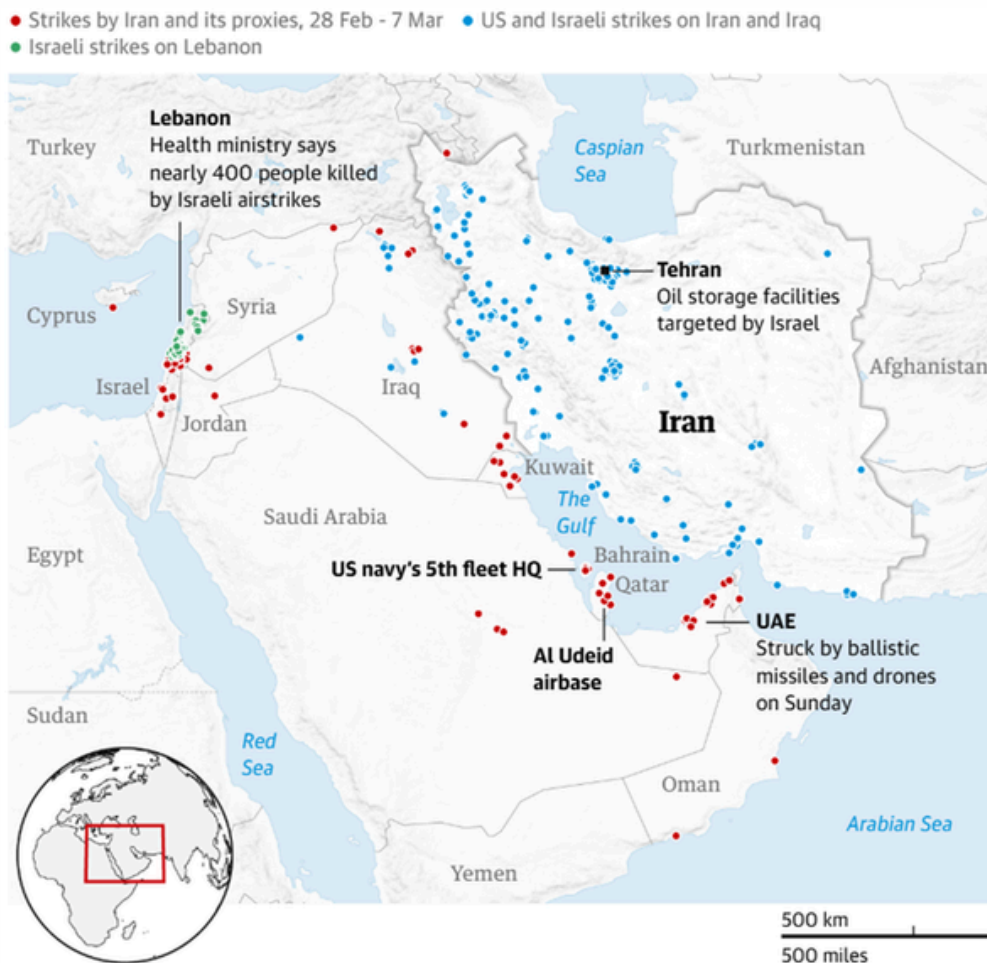 Strikes by Iran and its proxies, 28 Feb - 7 Mar
US and Israeli strikes on Iran and Iraq
Israeli strikes on Lebanon
Lebanon
Health ministry says
nearly 400 people killed
by Israeli airstrikes
Turkey
Caspian
Sea
Turkmenistan
Tehran
Oil storage facilities
targeted by Israel
Cyprus
Syria
Afghanistan
Israel
Iraq
Jordan
Iran
Kuwait
The
Gulf
Saudi Arabia
Egypt
Bahrain
US navy's 5th fleet HQ
Qatar
UAE
Struck by ballistic
missiles and drones
on Sunday
Al Udeid
airbase
Sudan
Red
Sea
Oman
Arabian Sea
Yemen
500 km
500 miles